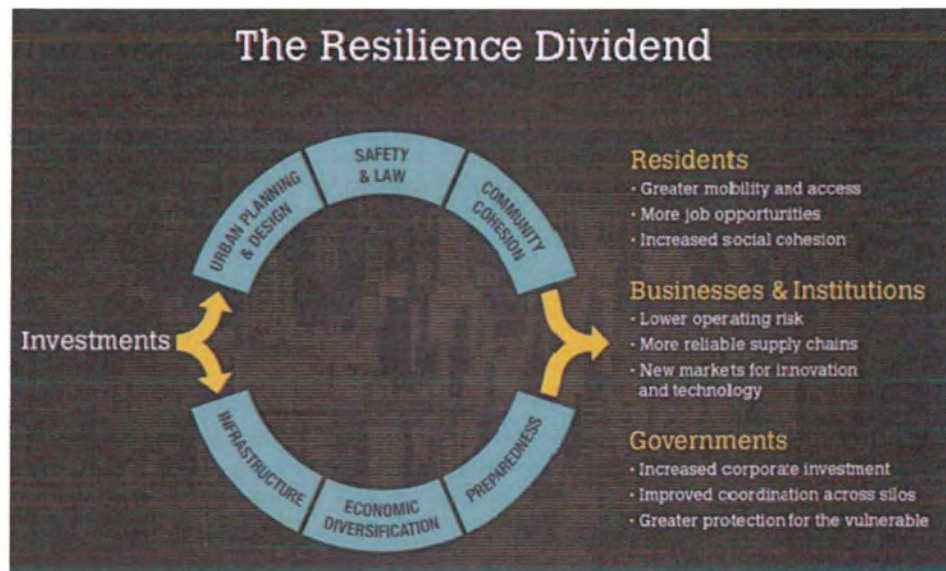 The Resilience Dividend
Investments
URBAN PLANNING
& DESIGN
SAFETY
& LAW
COMMUNITY
COHESION
INFRASTRUCTURE
ECONOMIC
DIVERSIFICATION
PREPAREDNESS
Residents
· Greater mobility and access
· More job opportunities
· Increased social cohesion
Businesses & Institutions
· Lower operating risk
· More reliable supply chains
· New markets for innovation
and technology
Governments
· Increased corporate investment
· Improved coordination across silos
· Greater protection for the vulnerable